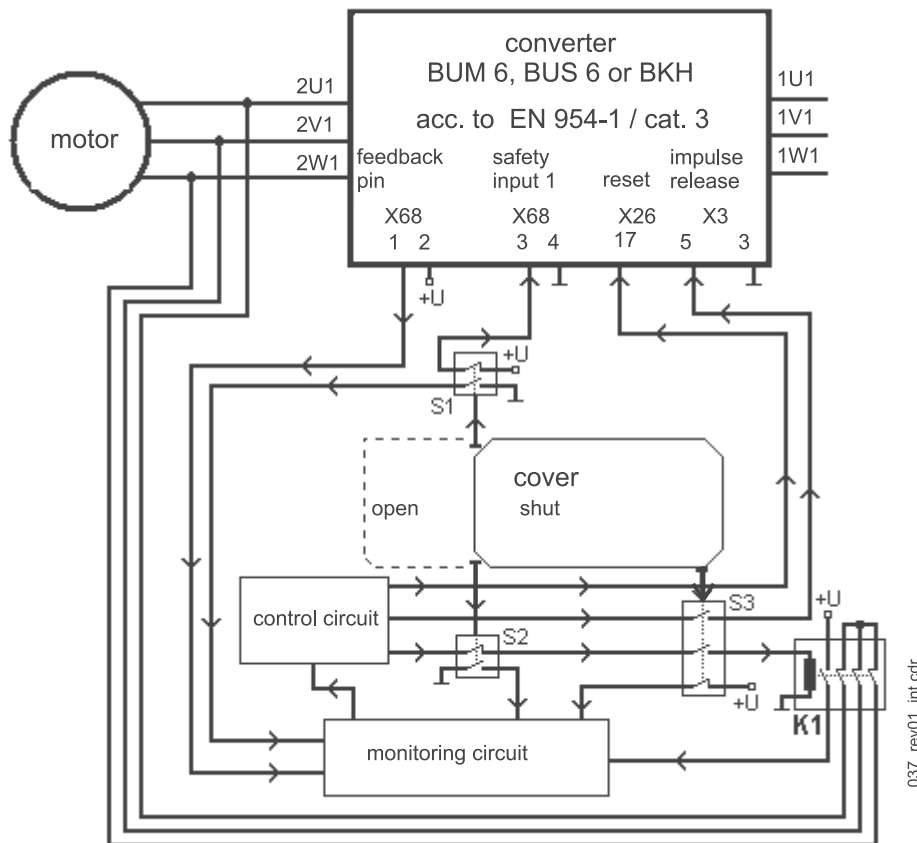 converter
BUM 6, BUS 6 or BKH
acc. to EN 954-1 / cat. 3
motor
2U1
2V1
2W1
1U1
1V1
1W1
feedback
pin
safety
input 1
reset
impulse
release
X68
X68
X26
X3
1 2
3 4
17
5 3
+U
+U
S1
cover
open
shut
control circuit
S2
S3
+U
+U
K1
monitoring circuit
037_rev01_int.cdr